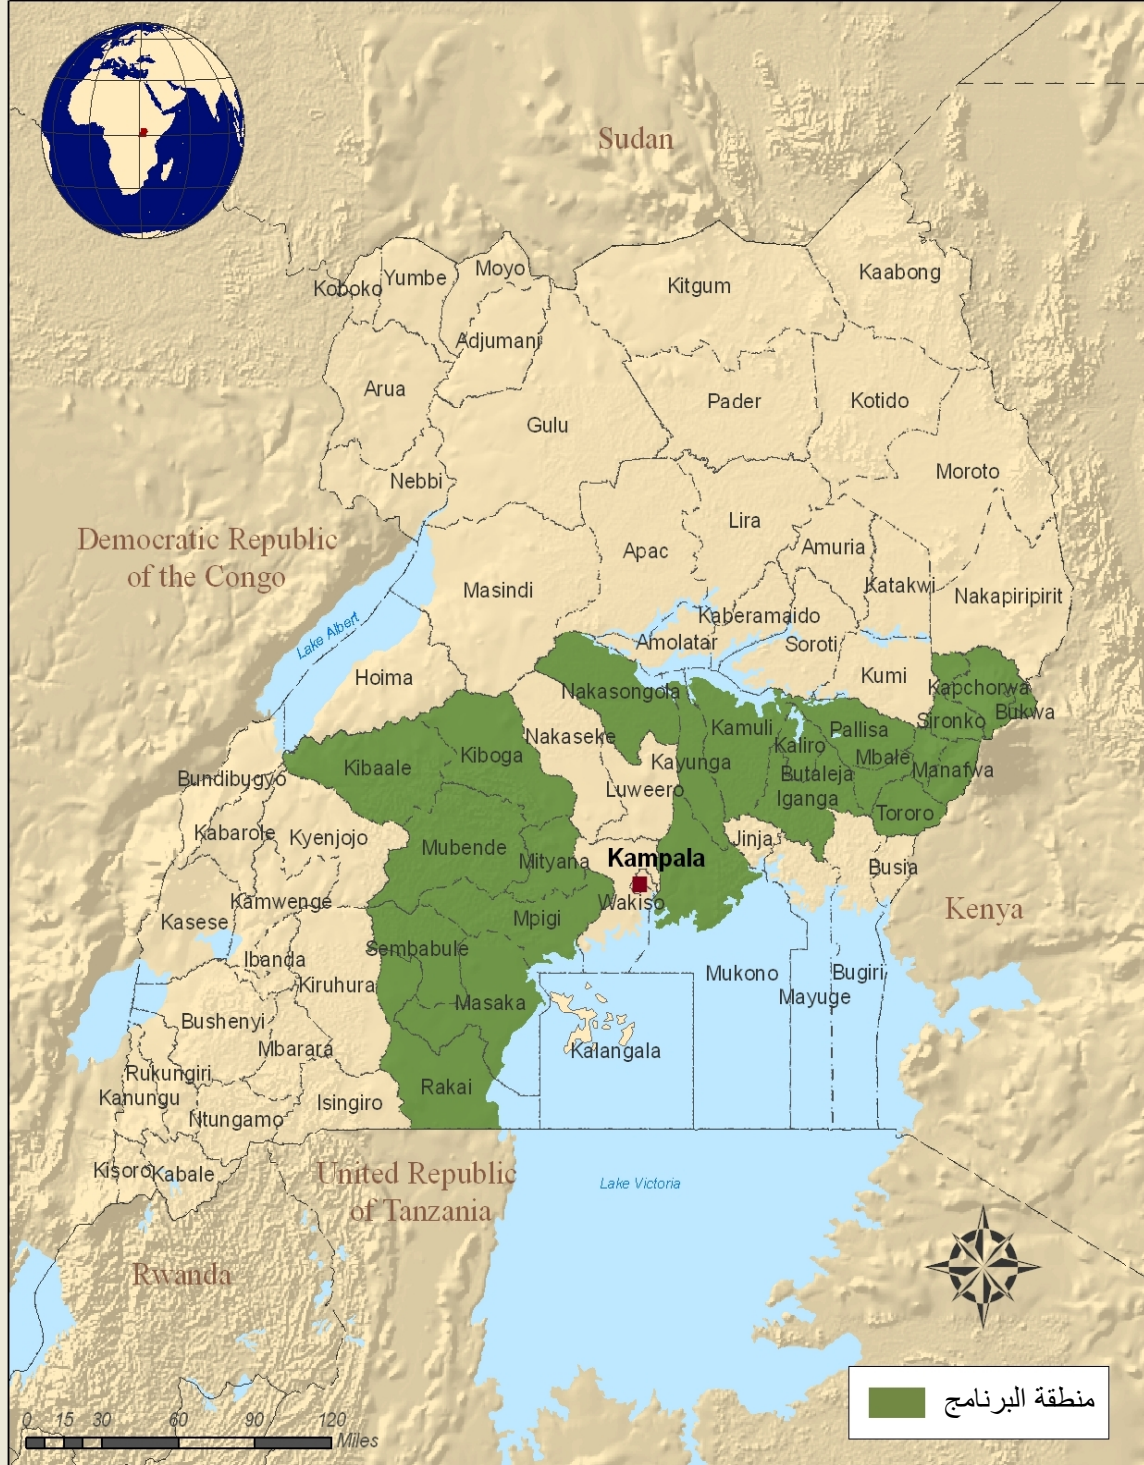 Sudan
Kaabong
Moyo
Yumbe
Koboko
Kitgum
Adjumani
Arua
Pader
Kotido
Gulu
Moroto
Nebbi
Lira
Democratic Republic
of the Congo
Apac
Amuria
Katakwi
Masindi
Nakapiripirit
Kaberamaido
Lake Albert
Amolatar
Soroti
Hoima
Kumi
Nakasongola
Kapchorwa
Bukwa
Sironko
Kamuli
Pallisa
Nakaseke
Kaliro
Kiboga
Mbale
Kayunga
Kibaale
Manafwa
Butaleja
Bundibugyo
Luweero
Iganga
Tororo
Kabarole
Kyenjojo
Jinja
Mubende
Mityana
Kampala
Busia
Kamwenge
Wakiso
Kasese
Mpigi
Kenya
Sembabule
Ibanda
Mukono
Bugiri
Kiruhura
Mayuge
Masaka
Bushenyi
Mbarara
Kalangala
Rukungiri
Rakai
Kanungu
Isingiro
Ntungamo
Kisoro
Kabale
United Republic
of Tanzania
Lake Victoria
Rwanda
منطقة البرنامج
0 15 30 60 90 120
Miles